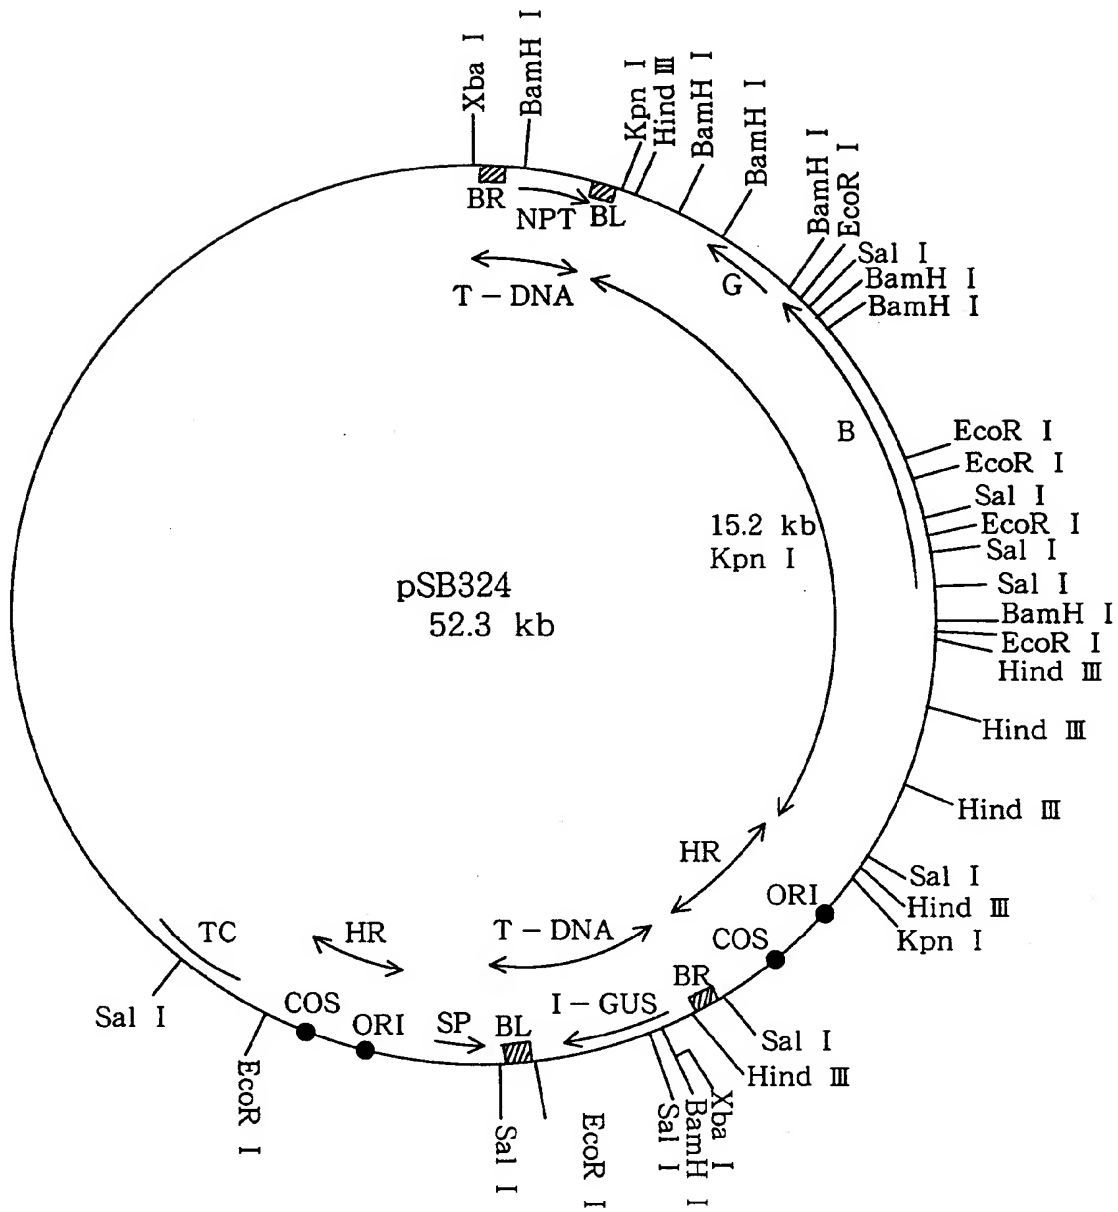 Xba I
BamH I
Kpn I
Hind III
BamH I
BamH I
BamH I
EcoR I
Sal I
BamH I
BamH I
BR
NPT
BL
T-DNA
G
B
EcoR I
EcoR I
Sal I
EcoR I
Sal I
Sal I
BamH I
EcoR I
Hind III
Hind III
Hind III
15.2 kb
Kpn I
pSB324
52.3 kb
HR
Sal I
Hind III
Kpn I
ORI
COS
BR
T-DNA
I-GUS
HR
TC
Sal I
COS
ORI
SP
BL
Sal I
Hind III
Xba I
BamH I
Sal I
EcoR I
Sal I
EcoR I